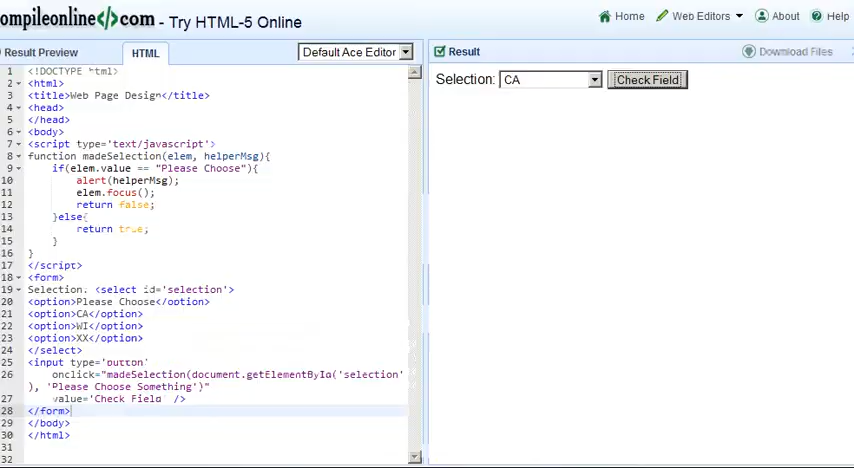 ompileonline</>com - Try HTML-5 Online
Home Web Editors About Help
Result Preview HTML Default Ace Editor
Result Download Files
Selection: CA Check Field
1 <!DOCTYPE html>
2 <html>
3 <title>Web Page Design</title>
4 <head>
5 </head>
6 <body>
7 <script type='text/javascript'>
8 function madeSelection(elem, helperMsg){
9 if(elem.value == "Please Choose"){
10 alert(helperMsg);
11 elem.focus();
12 return false;
13 }else{
14 return true;
15 }
16 }
17 </script>
18 <form>
19 Selection: <select id='selection'>
20 <option>Please Choose</option>
21 <option>CA</option>
22 <option>WI</option>
23 <option>XX</option>
24 </select>
25 <input type='button'
26 onclick="madeSelection(document.getElementById('selection'
), 'Please Choose Something')"
27 value='Check Field' />
28 </form>
29 </body>
30 </html>
31
32